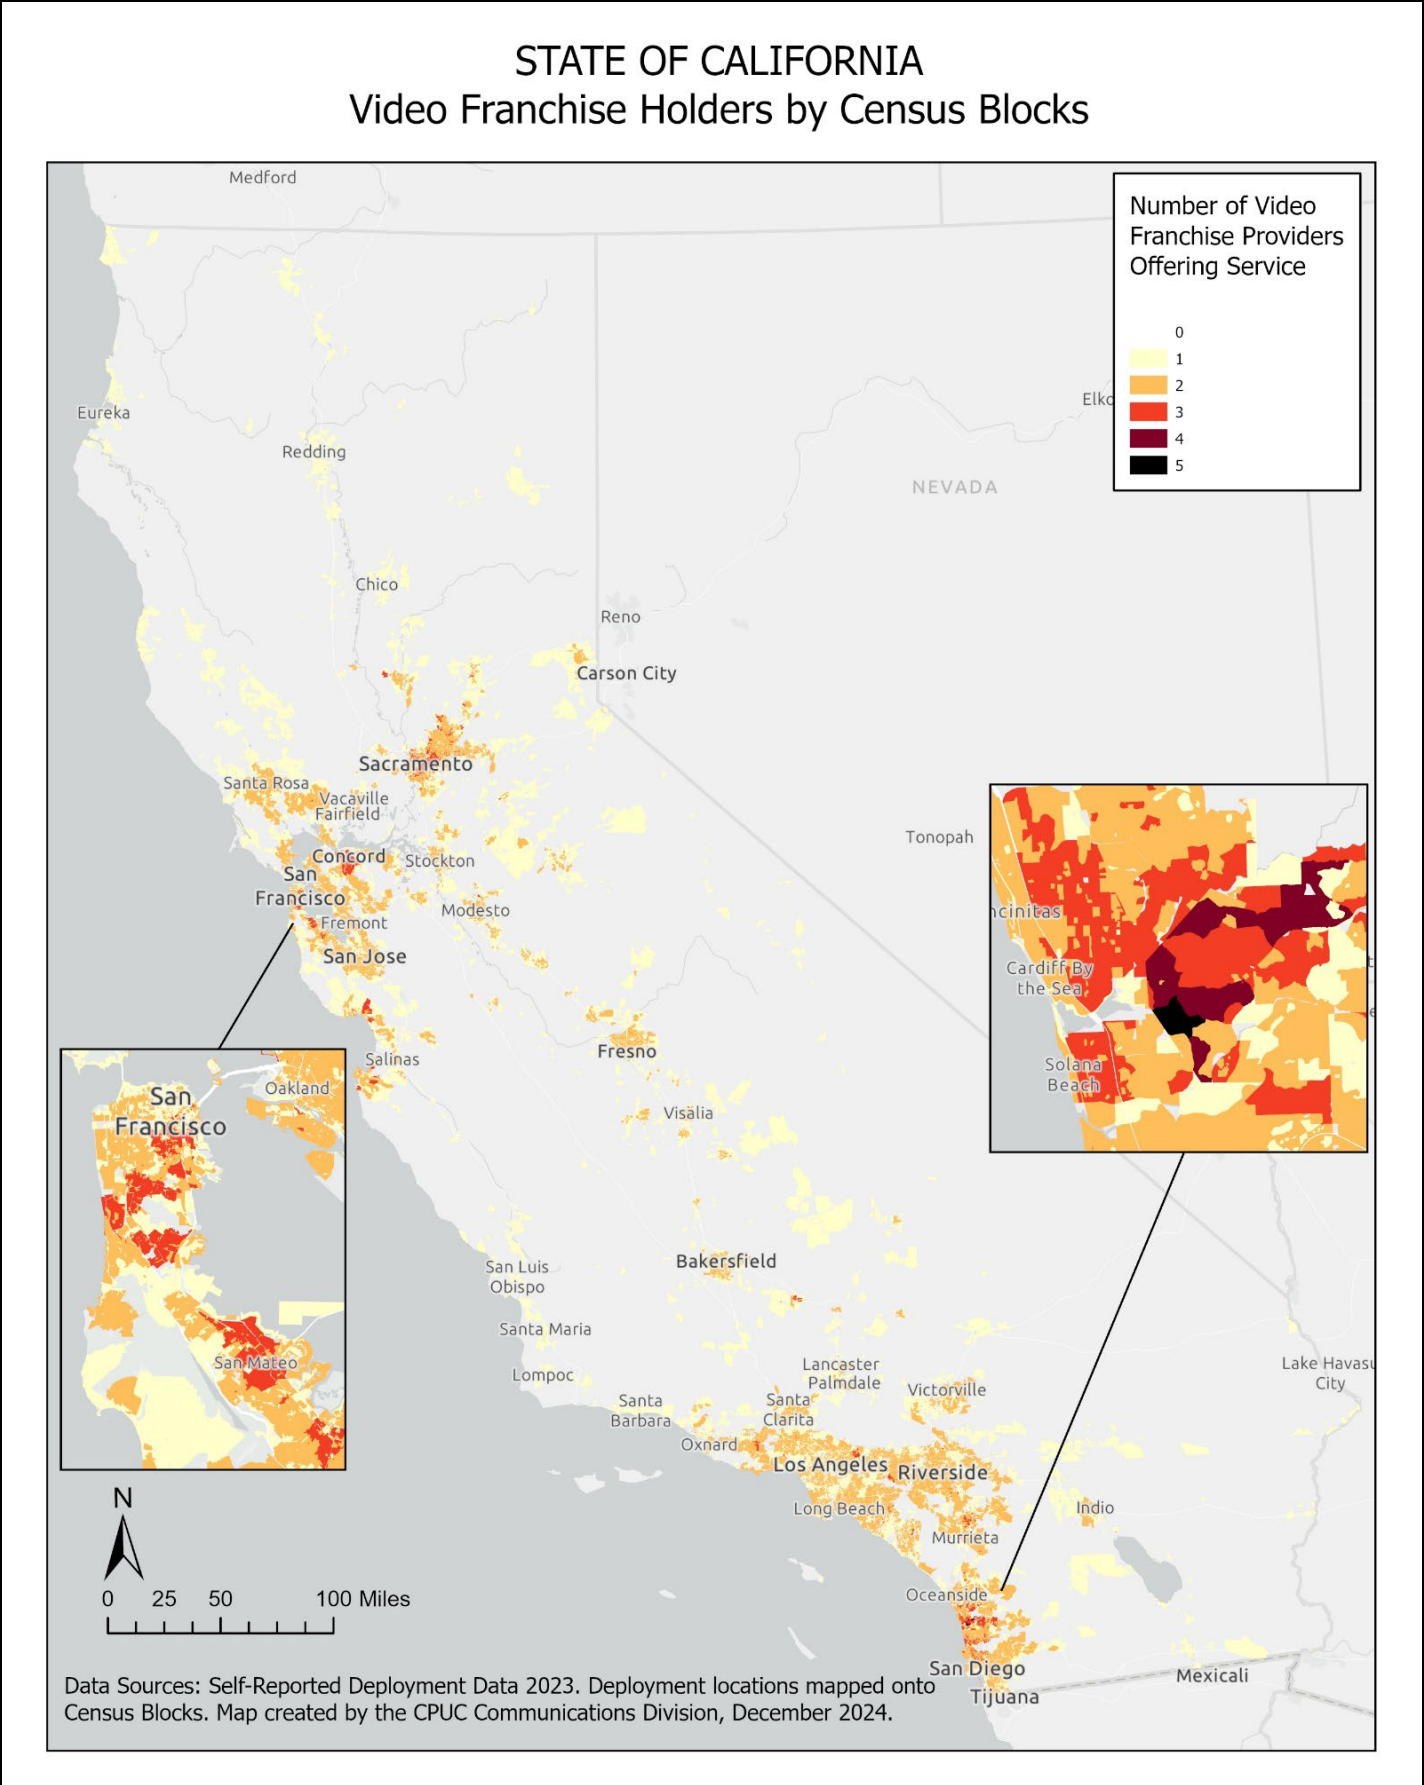 STATE OF CALIFORNIA
Video Franchise Holders by Census Blocks
Medford
Number of Video
Franchise Providers
Offering Service
0
1
2
3
4
5
Elko
Eureka
Redding
NEVADA
Chico
Reno
Carson City
Sacramento
Santa Rosa
Vacaville
Fairfield
Concord
Stockton
San
Francisco
Modesto
Fremont
San Jose
Tonopah
ncinitas
Cardiff By
the Sea
Solana
Beach
Salinas
Fresno
Visalia
San
Francisco
Oakland
San Mateo
Bakersfield
San Luis
Obispo
Santa Maria
Lompoc
Santa
Barbara
Lancaster
Palmdale
Victorville
Lake Havasu
City
Santa
Clarita
Oxnard
Los Angeles
Riverside
Long Beach
Indio
Murrieta
Oceanside
San Diego
Tijuana
Mexicali
N
0 25 50 100 Miles
Data Sources: Self-Reported Deployment Data 2023. Deployment locations mapped onto
Census Blocks. Map created by the CPUC Communications Division, December 2024.